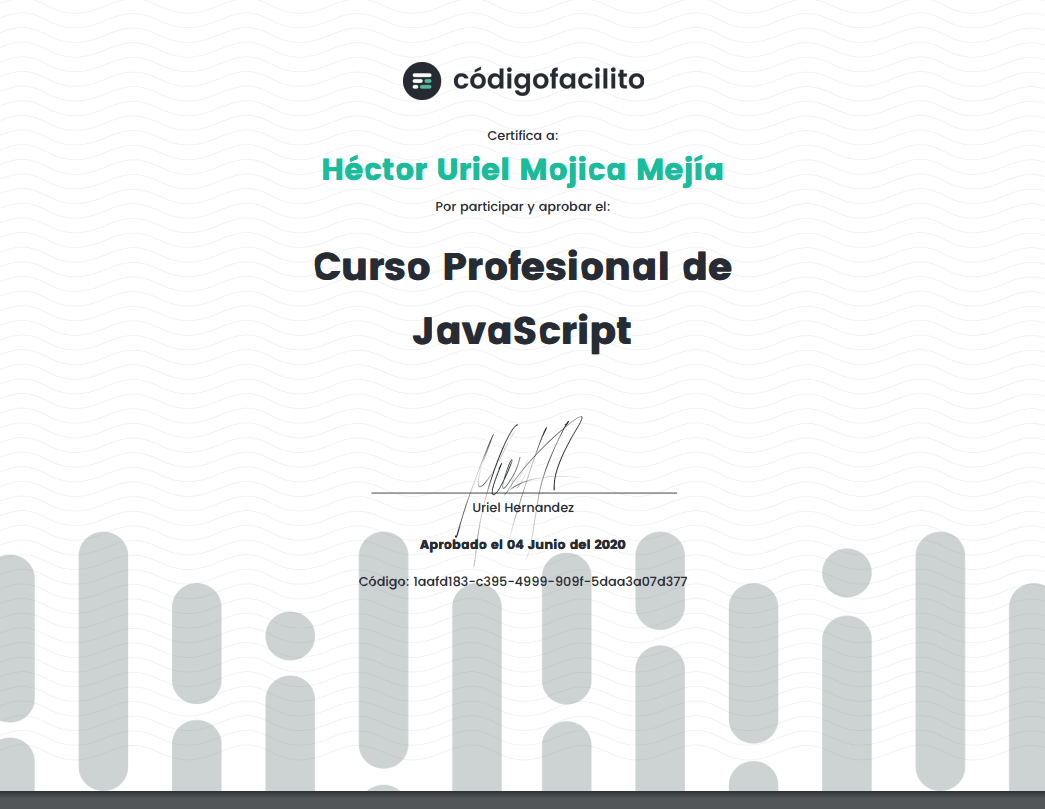 códigofacilito
Certifica a:
Héctor Uriel Mojica Mejía
Por participar y aprobar el:
Curso Profesional de
JavaScript
Uriel Hernandez
Aprobado el 04 Junio del 2020
Código: 1aafd183-c395-4999-909f-5daa3a07d377